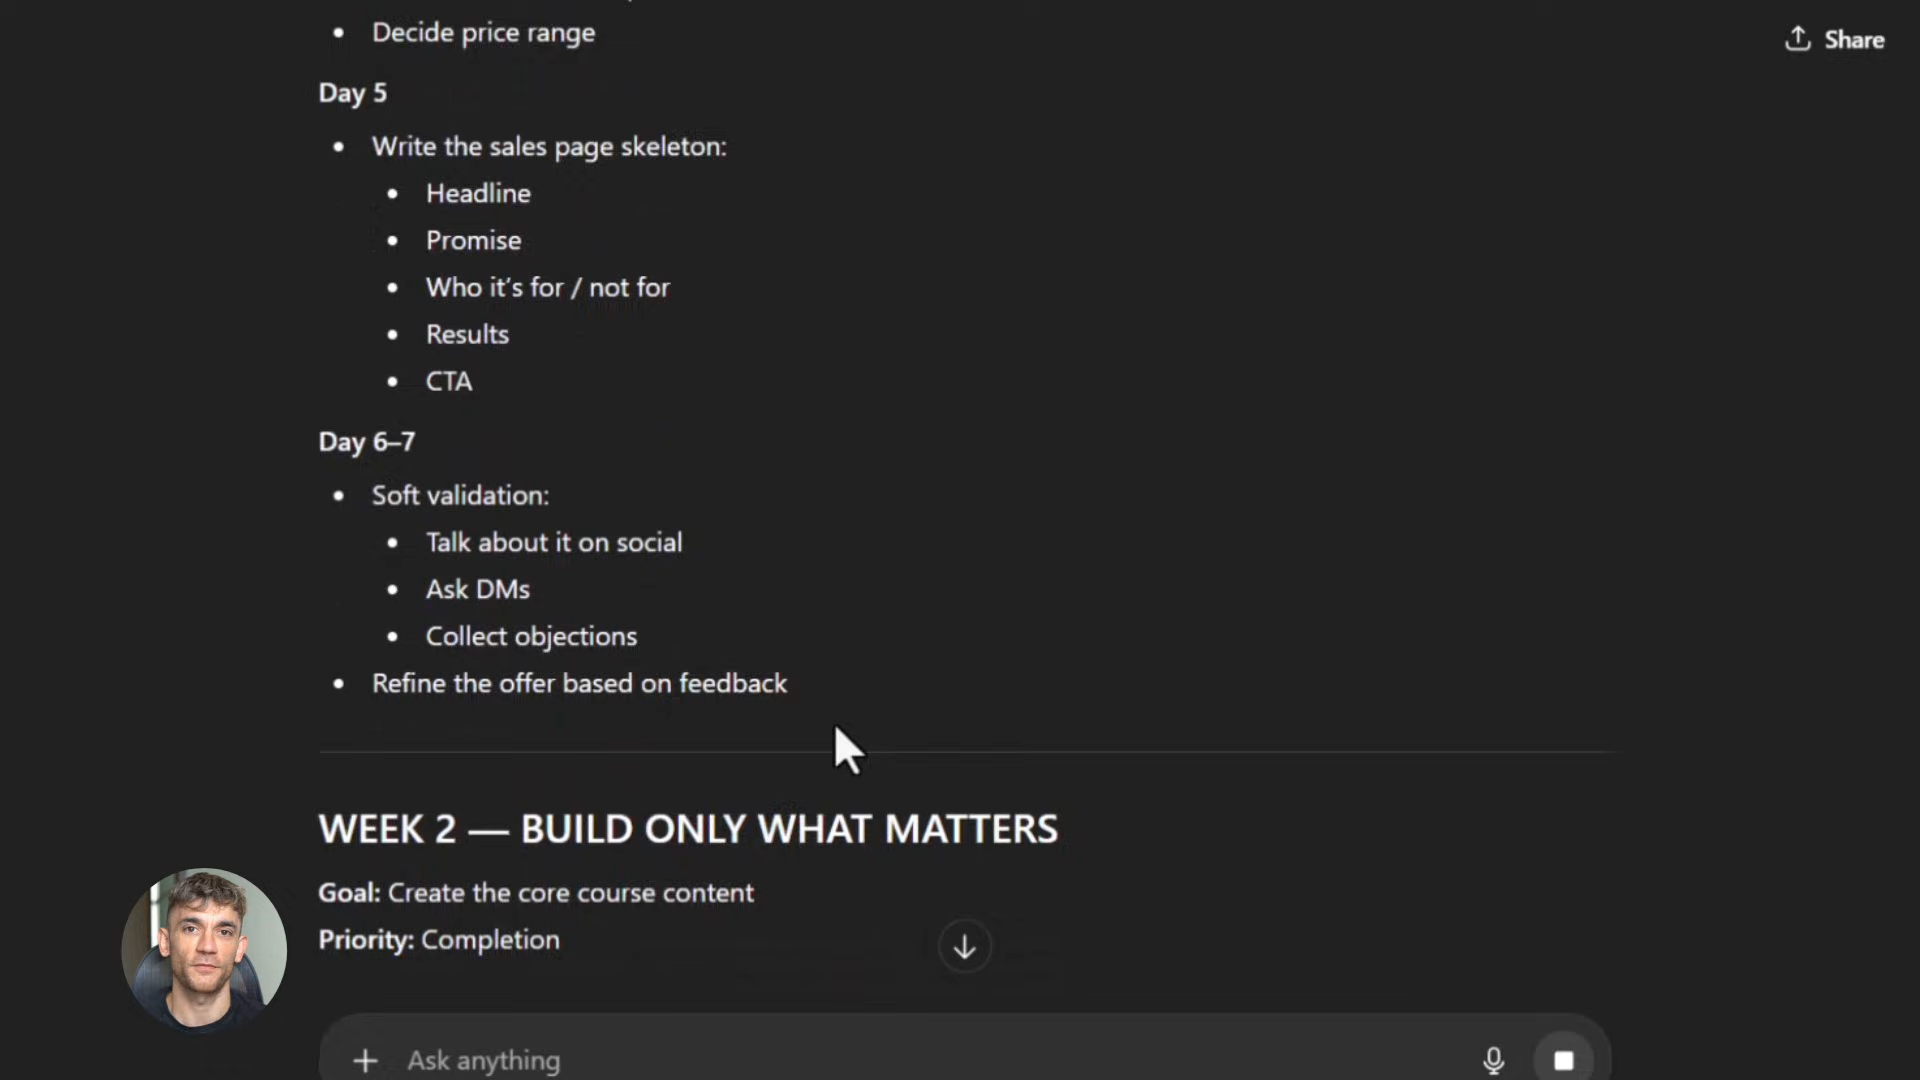 Decide price range
Share
Day 5
Write the sales page skeleton:
Headline
Promise
Who it's for / not for
Results
CTA
Day 6–7
Soft validation:
Talk about it on social
Ask DMs
Collect objections
Refine the offer based on feedback
WEEK 2 — BUILD ONLY WHAT MATTERS
Goal: Create the core course content
Priority: Completion
Ask anything